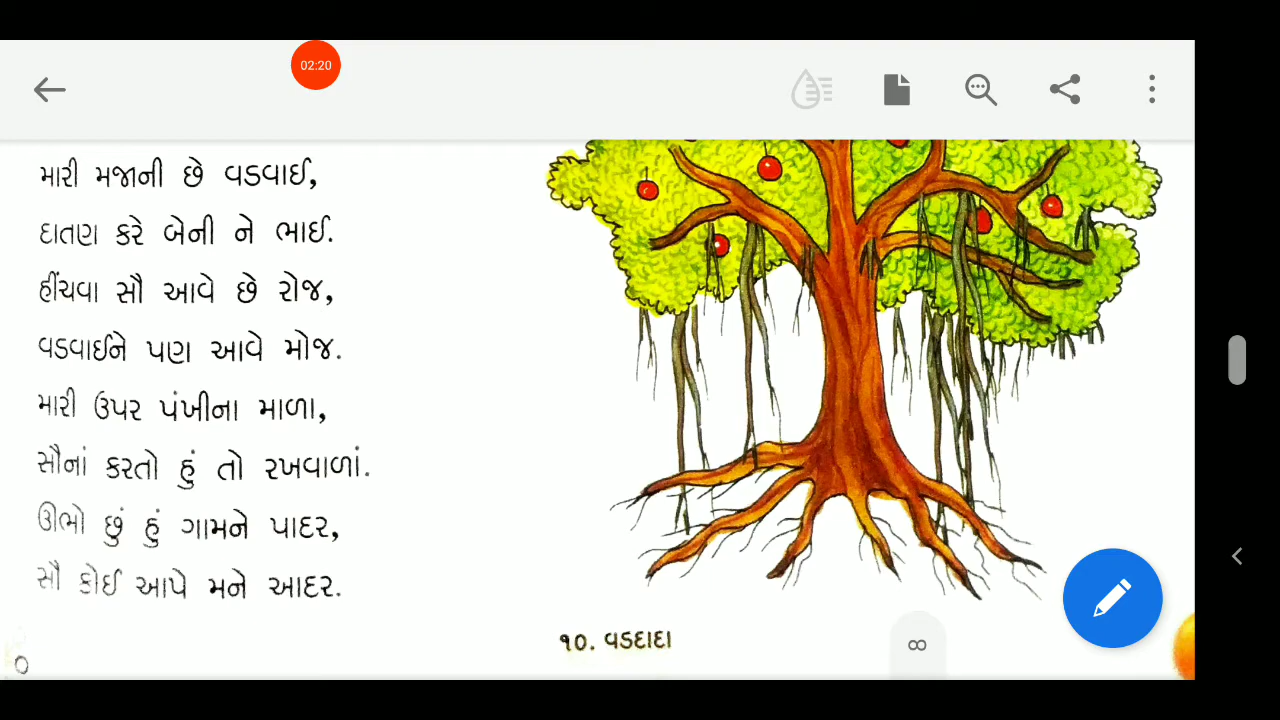 02:20
મારી મજાની છે વડવાઈ,
દાતણ કરે બેની ને ભાઈ.
હીંચવા સૌ આવે છે રોજ,
વડવાઈને પણ આવે મોજ.
મારી ઉપર પંખીના માળા,
સૌનાં કરતો હું તો રખવાળાં.
ઊભો છું હું ગામને પાદર,
સૌ કોઈ આપે મને આદર.
૧૦. વડદાદા